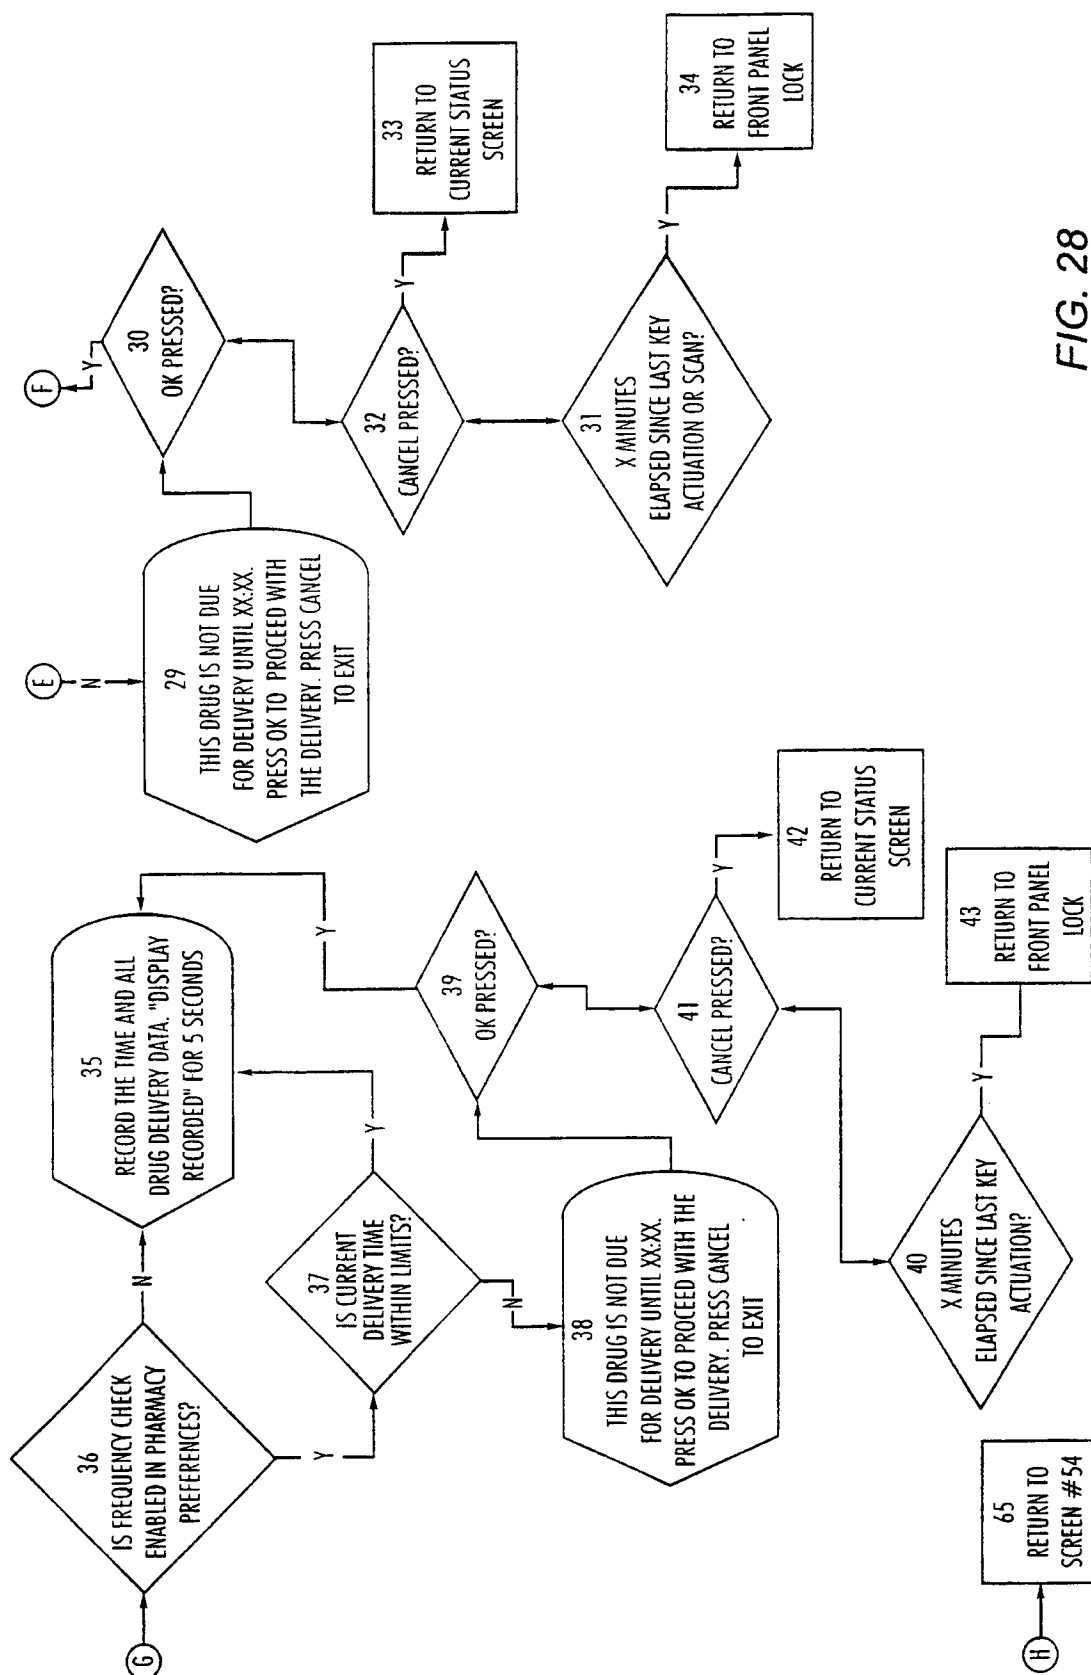 G
36
IS FREQUENCY CHECK
ENABLED IN PHARMACY
PREFERENCES?
N
Y
35
RECORD THE TIME AND ALL
DRUG DELIVERY DATA. "DISPLAY
RECORDED" FOR 5 SECONDS
37
IS CURRENT
DELIVERY TIME
WITHIN LIMITS?
Y
N
38
THIS DRUG IS NOT DUE
FOR DELIVERY UNTIL XX:XX.
PRESS OK TO PROCEED WITH THE
DELIVERY. PRESS CANCEL
TO EXIT
39
OK PRESSED?
Y
41
CANCEL PRESSED?
Y
42
RETURN TO
CURRENT STATUS
SCREEN
40
X MINUTES
ELAPSED SINCE LAST KEY
ACTUATION?
Y
43
RETURN TO
FRONT PANEL
LOCK
H
65
RETURN TO
SCREEN #54
E
N
29
THIS DRUG IS NOT DUE
FOR DELIVERY UNTIL XX:XX.
PRESS OK TO PROCEED WITH
THE DELIVERY. PRESS CANCEL
TO EXIT
F
Y
30
OK PRESSED?
32
CANCEL PRESSED?
Y
33
RETURN TO
CURRENT STATUS
SCREEN
31
X MINUTES
ELAPSED SINCE LAST KEY
ACTUATION OR SCAN?
Y
34
RETURN TO
FRONT PANEL
LOCK
FIG. 28